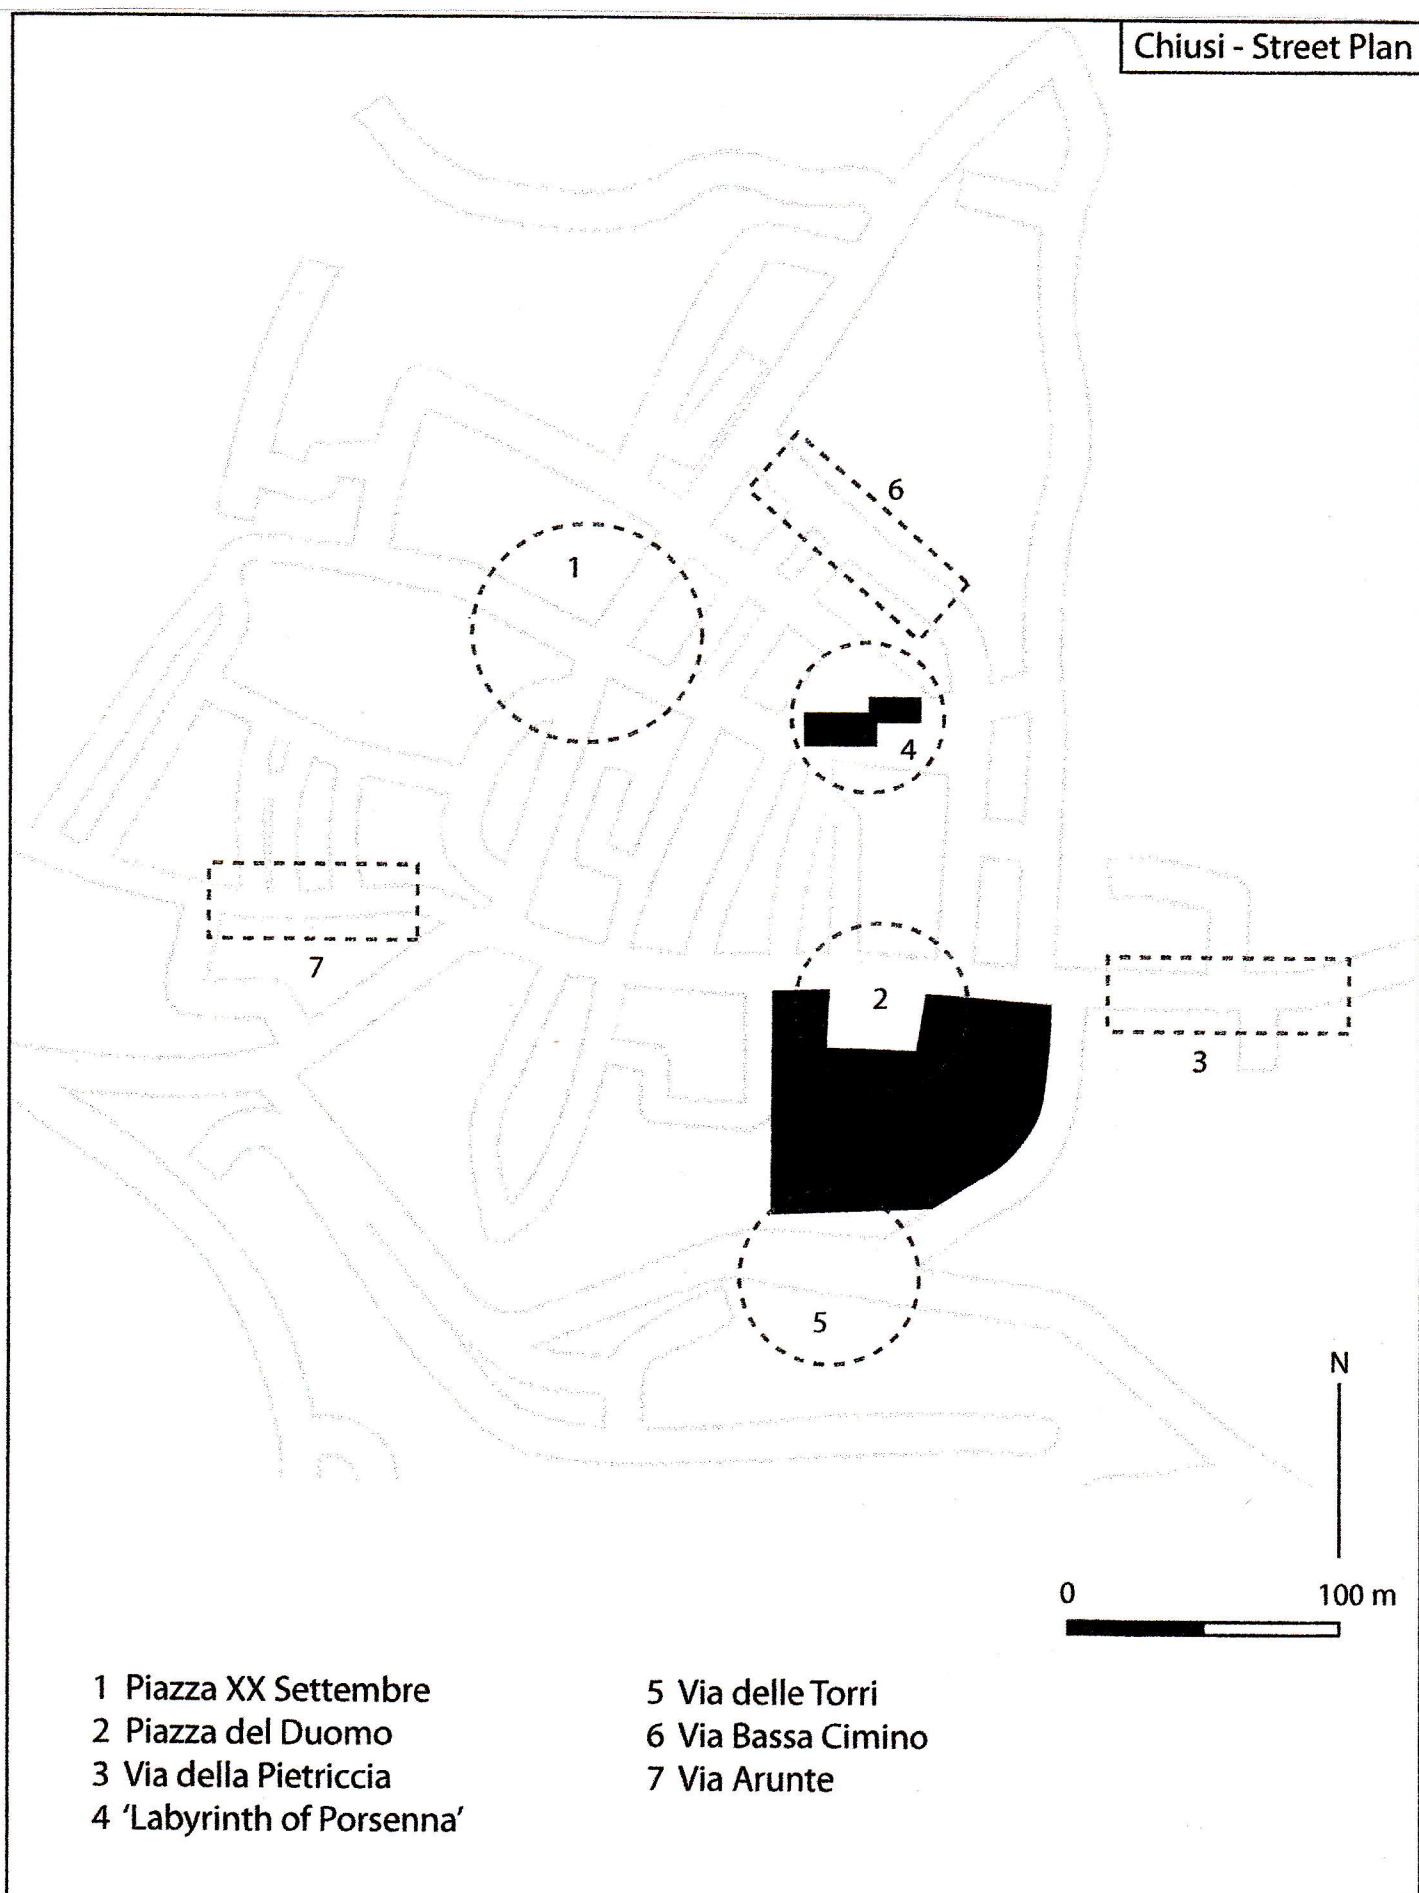 Chiusi - Street Plan
1
6
4
7
2
3
5
N
0 100 m
1 Piazza XX Settembre
2 Piazza del Duomo
3 Via della Pietriccia
4 ‘Labyrinth of Porsenna’
5 Via delle Torri
6 Via Bassa Cimino
7 Via Arunte